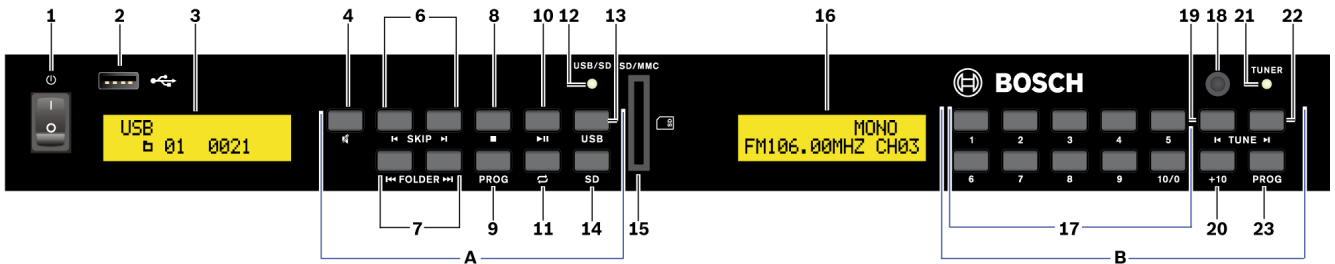 1 2 3 4 6 8 10 12 13 16 19 18 21 22
USB/SD SD/MMC TUNER
BOSCH
I
O
USB
01 0021
SKIP USB
SD
MONO
FM106.00MHZ CH03
1 2 3 4 5 TUNE
FOLDER PROG SD
6 7 8 9 10/0 +10 PROG
7 9 11 14 15 17 20 23
A B